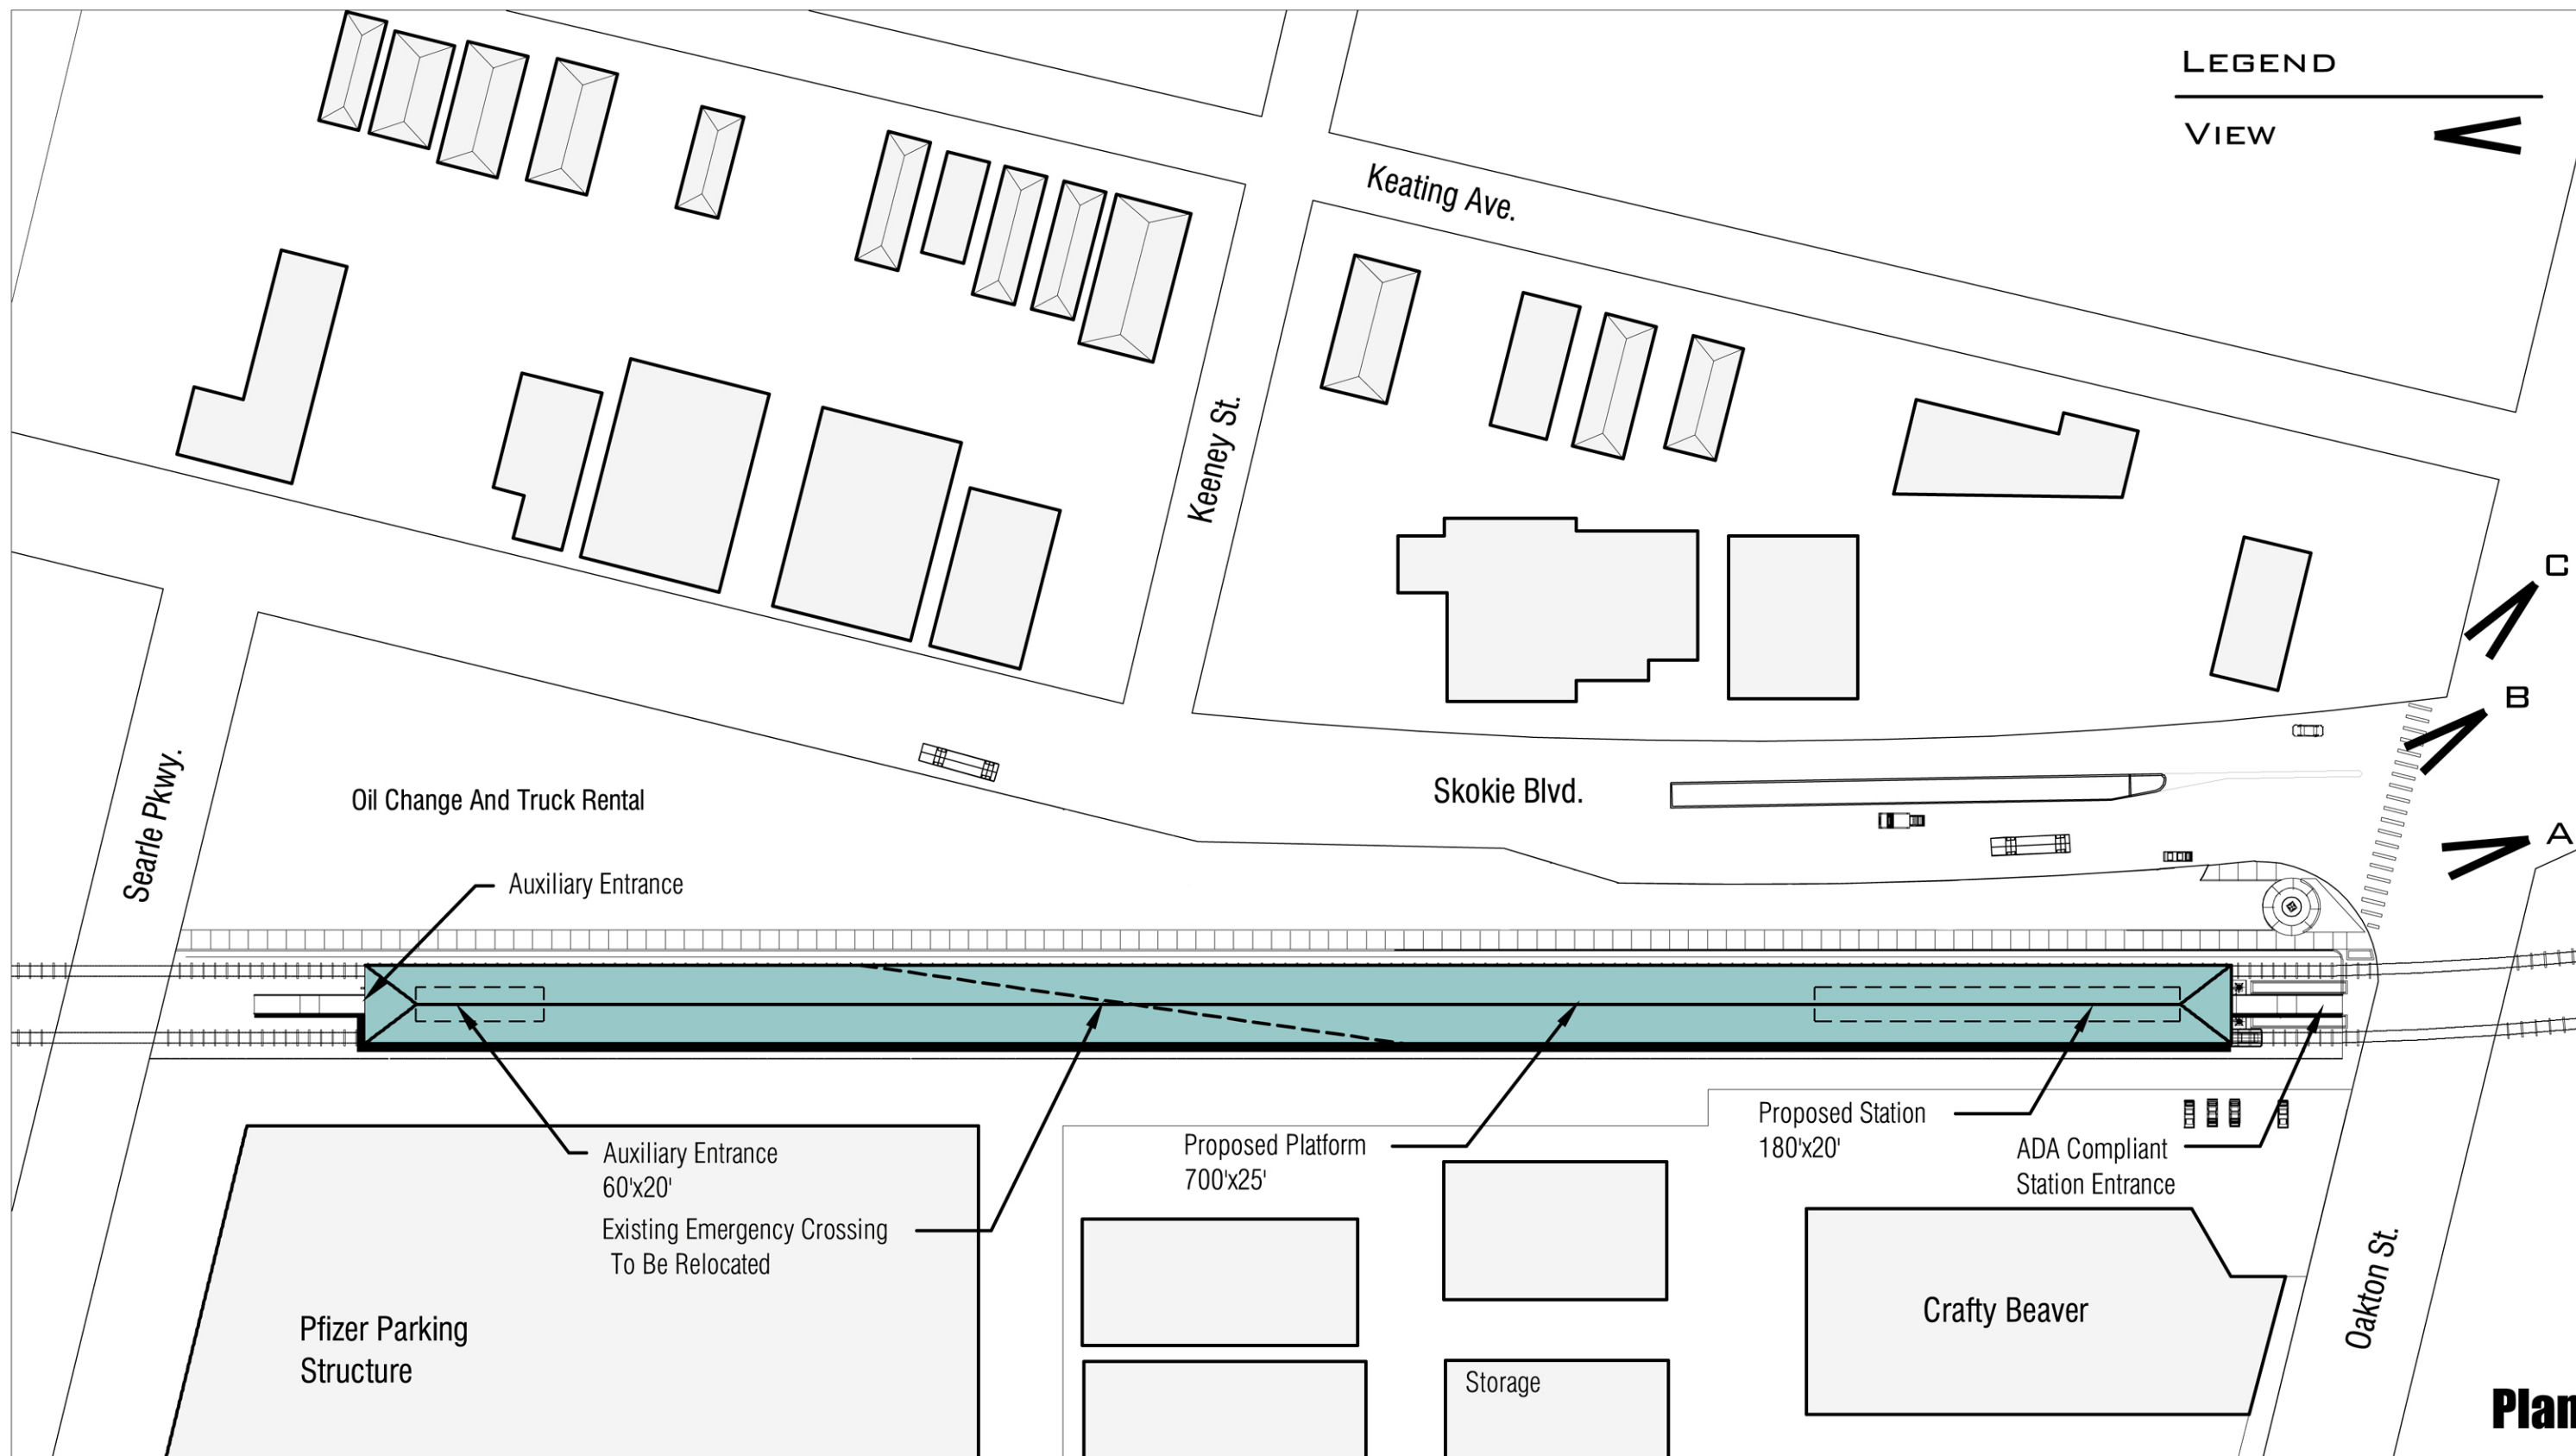 LEGEND
VIEW
Keating Ave.
Keeney St.
C
B
A
Skokie Blvd.
Searle Pkwy.
Oil Change And Truck Rental
Auxiliary Entrance
Auxiliary Entrance
60'x20'
Existing Emergency Crossing
To Be Relocated
Proposed Platform
700'x25'
Proposed Station
180'x20'
ADA Compliant
Station Entrance
Pfizer Parking
Structure
Storage
Crafty Beaver
Oakton St.
Plan